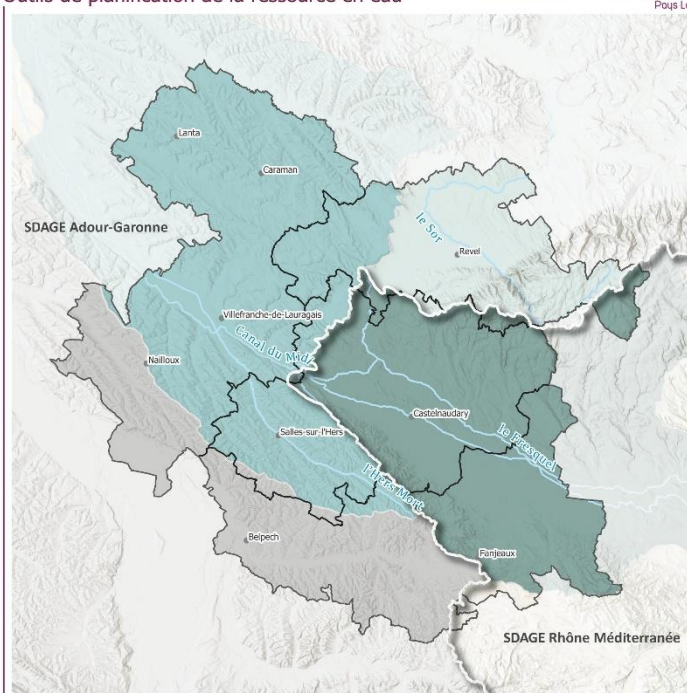 Outils de planification de la ressource en eau
Lanta
Caraman
SDAGE Adour-Garonne
le Sor
Revel
Villefranche-de-Lauragais
Canal du Midi
Nailloux
Castelnaudary
Salles-sur-l'Hers
le Fresquel
l'Hers Mort
Belpech
Fanjeaux
SDAGE Rhône Méditerranée